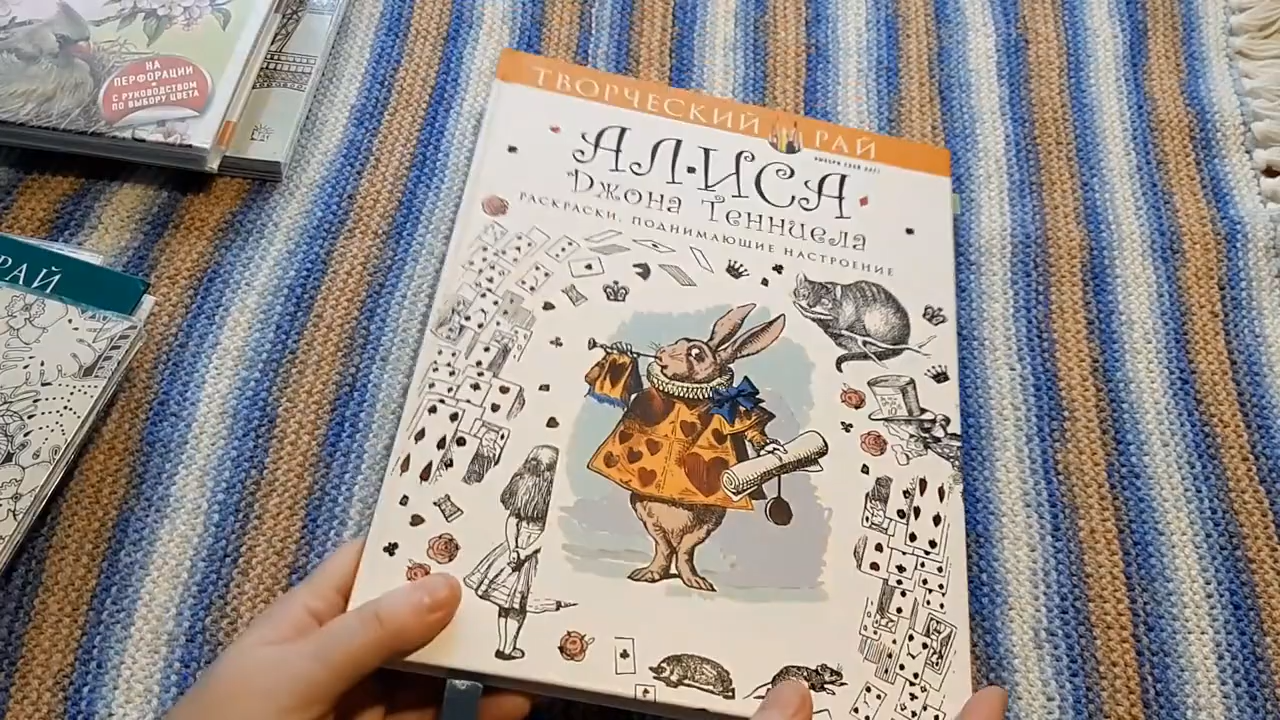 НА
ПЕРФОРАЦИИ
С РУКОВОДСТВОМ
ПО ВЫБОРУ ЦВЕТА
РАЙ
ТВОРЧЕСКИЙ РАЙ
АЛИСА
Джона Тенниела
РАСКРАСКИ, ПОДНИМАЮЩИЕ НАСТРОЕНИЕ